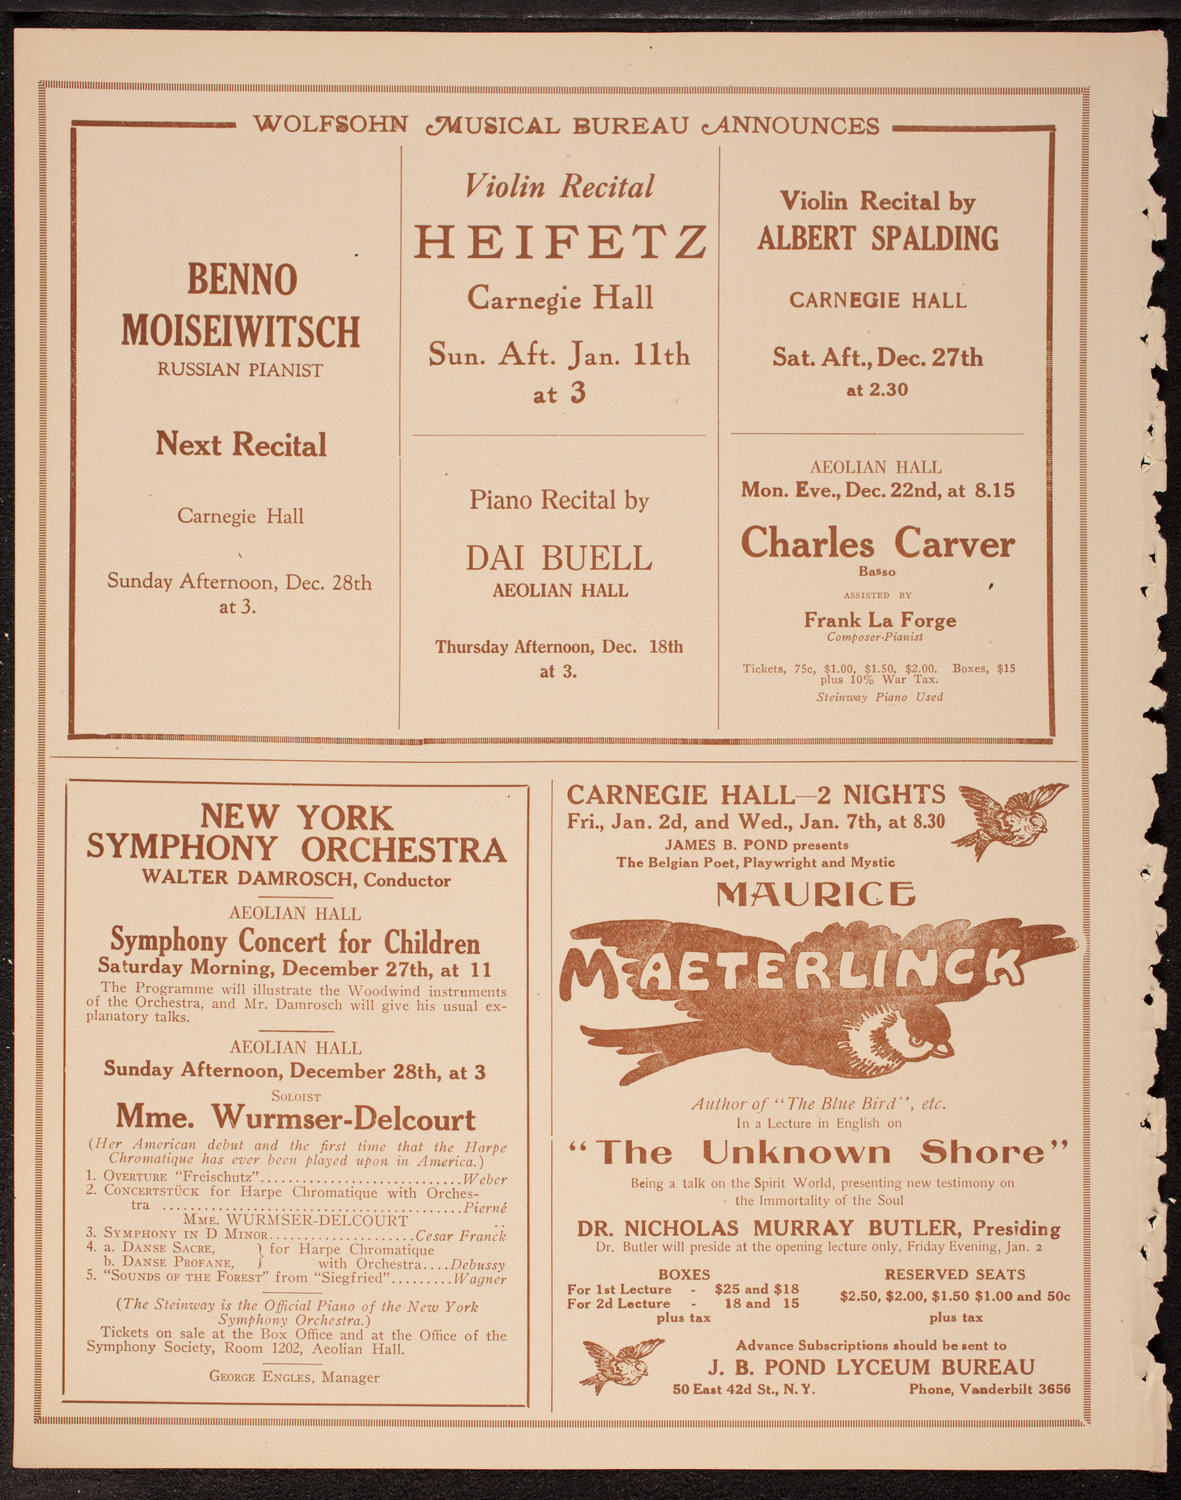 WOLFSOHN MUSICAL BUREAU ANNOUNCES
BENNO
MOISEIWITSCH
RUSSIAN PIANIST
Next Recital
Carnegie Hall
Sunday Afternoon, Dec. 28th
at 3.
Violin Recital
HEIFETZ
Carnegie Hall
Sun. Aft. Jan. 11th
at 3
Piano Recital by
DAI BUELL
AEOLIAN HALL
Thursday Afternoon, Dec. 18th
at 3.
Violin Recital by
ALBERT SPALDING
CARNEGIE HALL
Sat. Aft., Dec. 27th
at 2.30
AEOLIAN HALL
Mon. Eve., Dec. 22nd, at 8.15
Charles Carver
Basso
ASSISTED BY
Frank La Forge
Composer-Pianist
Tickets, 75c, $1.00, $1.50, $2.00. Boxes, $15
plus 10% War Tax.
Steinway Piano Used
NEW YORK
SYMPHONY ORCHESTRA
WALTER DAMROSCH, Conductor
AEOLIAN HALL
Symphony Concert for Children
Saturday Morning, December 27th, at 11
The Programme will illustrate the Woodwind instruments
of the Orchestra, and Mr. Damrosch will give his usual ex-
planatory talks.
AEOLIAN HALL
Sunday Afternoon, December 28th, at 3
SOLOIST
Mme. Wurmser-Delcourt
(Her American debut and the first time that the Harpe
Chromatique has ever been played upon in America.)
1. OVERTURE "Freischutz"..............................Weber
2. CONCERTSTÜCK for Harpe Chromatique with Orches-
tra ..........................................Pierné
MME. WURMSER-DELCOURT
3. SYMPHONY IN D MINOR.....................Cesar Franck
4. a. DANSE SACRE, } for Harpe Chromatique
b. DANSE PROFANE, } with Orchestra....Debussy
5. "SOUNDS OF THE FOREST" from "Siegfried".........Wagner
(The Steinway is the Official Piano of the New York
Symphony Orchestra.)
Tickets on sale at the Box Office and at the Office of the
Symphony Society, Room 1202, Aeolian Hall.
GEORGE ENGLES, Manager
CARNEGIE HALL—2 NIGHTS
Fri., Jan. 2d, and Wed., Jan. 7th, at 8.30
JAMES B. POND presents
The Belgian Poet, Playwright and Mystic
MAURICE
MAETERLINCK
Author of "The Blue Bird", etc.
In a Lecture in English on
"The Unknown Shore"
Being a talk on the Spirit World, presenting new testimony on
the Immortality of the Soul
DR. NICHOLAS MURRAY BUTLER, Presiding
Dr. Butler will preside at the opening lecture only, Friday Evening, Jan. 2
BOXES
For 1st Lecture - $25 and $18
For 2d Lecture - 18 and 15
plus tax
RESERVED SEATS
$2.50, $2.00, $1.50 $1.00 and 50c
plus tax
Advance Subscriptions should be sent to
J. B. POND LYCEUM BUREAU
50 East 42d St., N. Y. Phone, Vanderbilt 3656